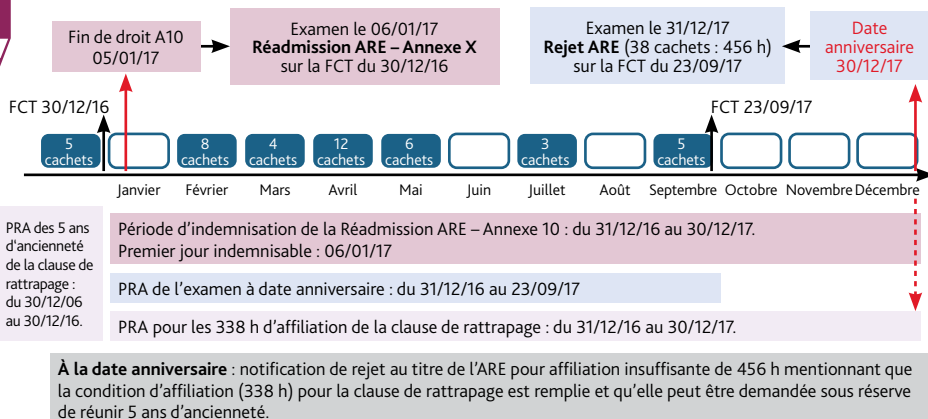 Fin de droit A10
05/01/17
Examen le 06/01/17
Réadmission ARE – Annexe X
sur la FCT du 30/12/16
Examen le 31/12/17
Rejet ARE (38 cachets : 456 h)
sur la FCT du 23/09/17
Date
anniversaire
30/12/17
FCT 30/12/16
FCT 23/09/17
5
cachets
8
cachets
4
cachets
12
cachets
6
cachets
3
cachets
5
cachets
Janvier Février Mars Avril Mai Juin Juillet Août Septembre Octobre Novembre Décembre
PRA des 5 ans
d'ancienneté
de la clause de
rattrapage :
du 30/12/06
au 30/12/16.
Période d’indemnisation de la Réadmission ARE – Annexe 10 : du 31/12/16 au 30/12/17.
Premier jour indemnisable : 06/01/17
PRA de l’examen à date anniversaire : du 31/12/16 au 23/09/17
PRA pour les 338 h d’affiliation de la clause de rattrapage : du 31/12/16 au 30/12/17.
À la date anniversaire : notification de rejet au titre de l’ARE pour affiliation insuffisante de 456 h mentionnant que
la condition d’affiliation (338 h) pour la clause de rattrapage est remplie et qu’elle peut être demandée sous réserve
de réunir 5 ans d’ancienneté.